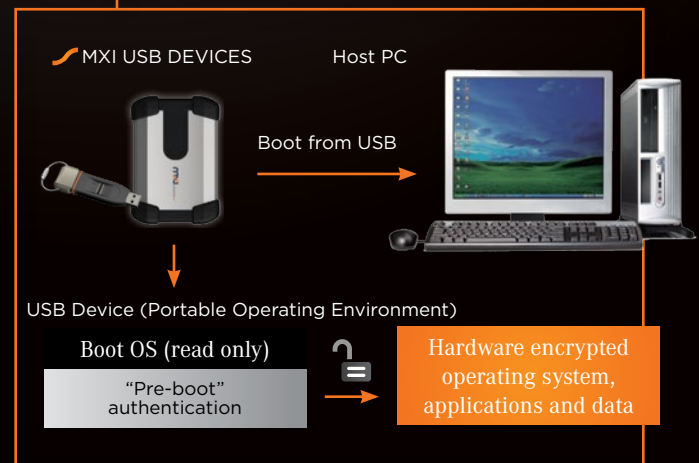 MXI USB DEVICES
Host PC
Boot from USB
USB Device (Portable Operating Environment)
Boot OS (read only)
“Pre-boot”
authentication
Hardware encrypted
operating system,
applications and data